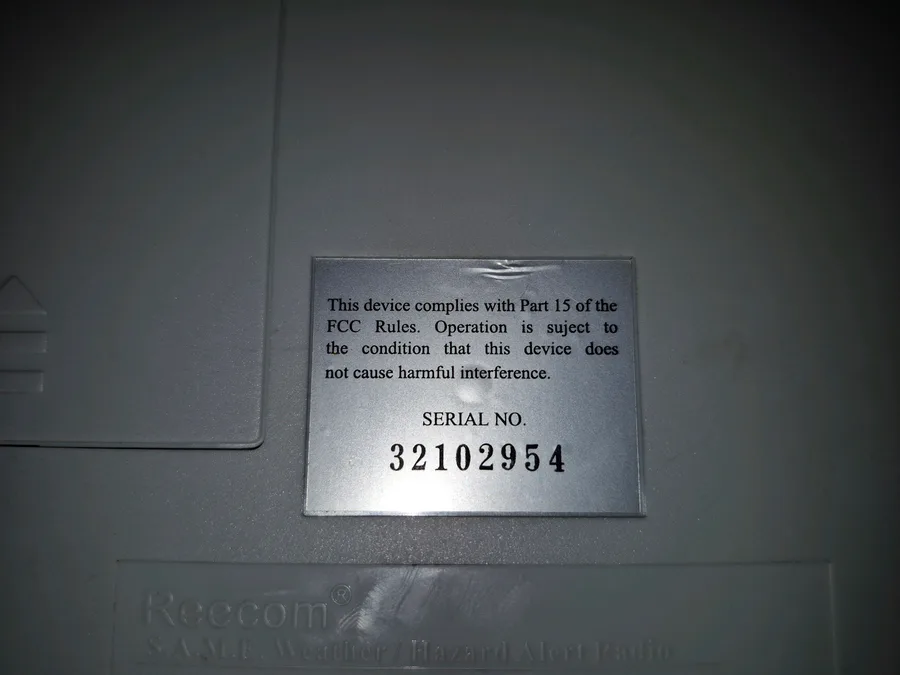 This device complies with Part 15 of the
FCC Rules. Operation is suject to
the condition that this device does
not cause harmful interference.
SERIAL NO.
32102954
Reecom®
S.A.M.E. Weather / Hazard Alert Radio